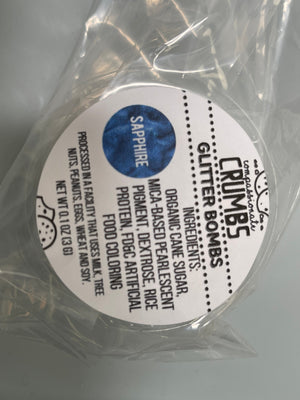 compassionate
CRUMBS
GLITTER BOMBS
SAPPHIRE
INGREDIENTS:
ORGANIC CANE SUGAR,
MICA-BASED PEARLESCENT
PIGMENT, DEXTROSE, RICE
PROTEIN, FD&C ARTIFICIAL
FOOD COLORING
PROCESSED IN A FACILITY THAT USES MILK, TREE
NUTS, PEANUTS, EGGS, WHEAT AND SOY.
NET WT 0.1 OZ (3 G)